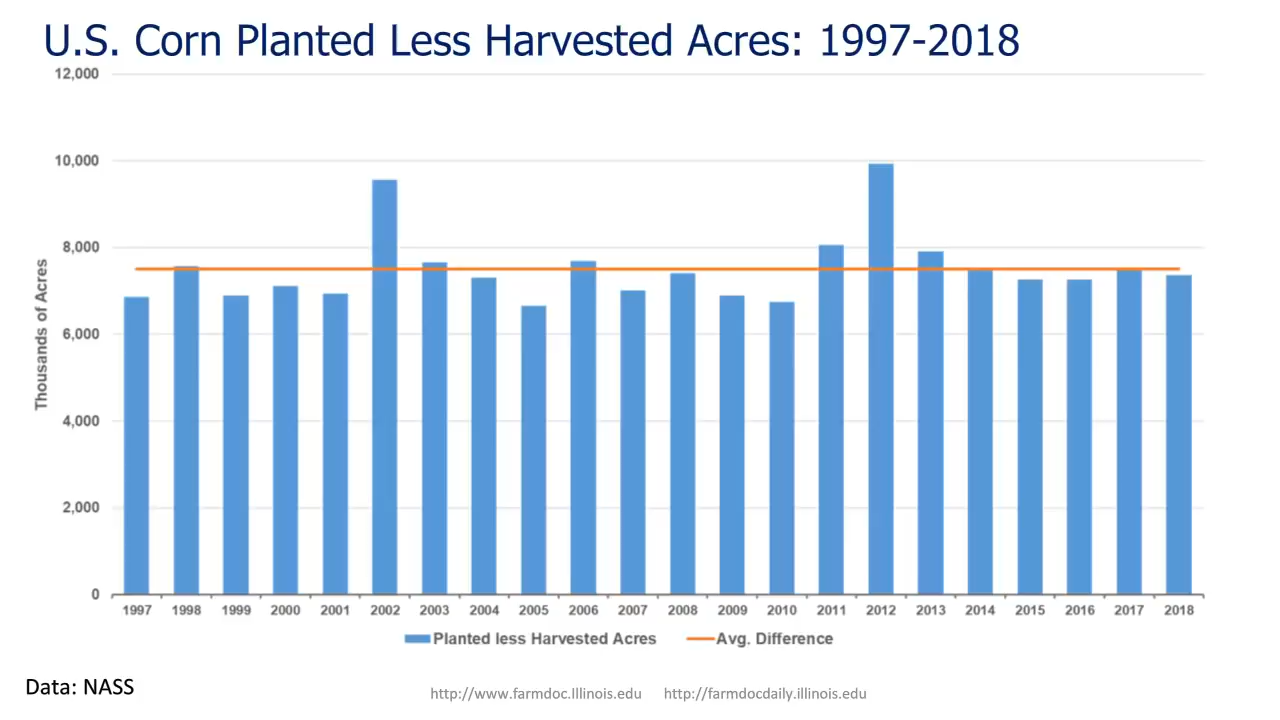 U.S. Corn Planted Less Harvested Acres: 1997-2018
12,000
10,000
8,000
6,000
4,000
2,000
0
Thousands of Acres
1997 1998 1999 2000 2001 2002 2003 2004 2005 2006 2007 2008 2009 2010 2011 2012 2013 2014 2015 2016 2017 2018
Planted less Harvested Acres Avg. Difference
Data: NASS
http://www.farmdoc.Illinois.edu http://farmdocdaily.illinois.edu